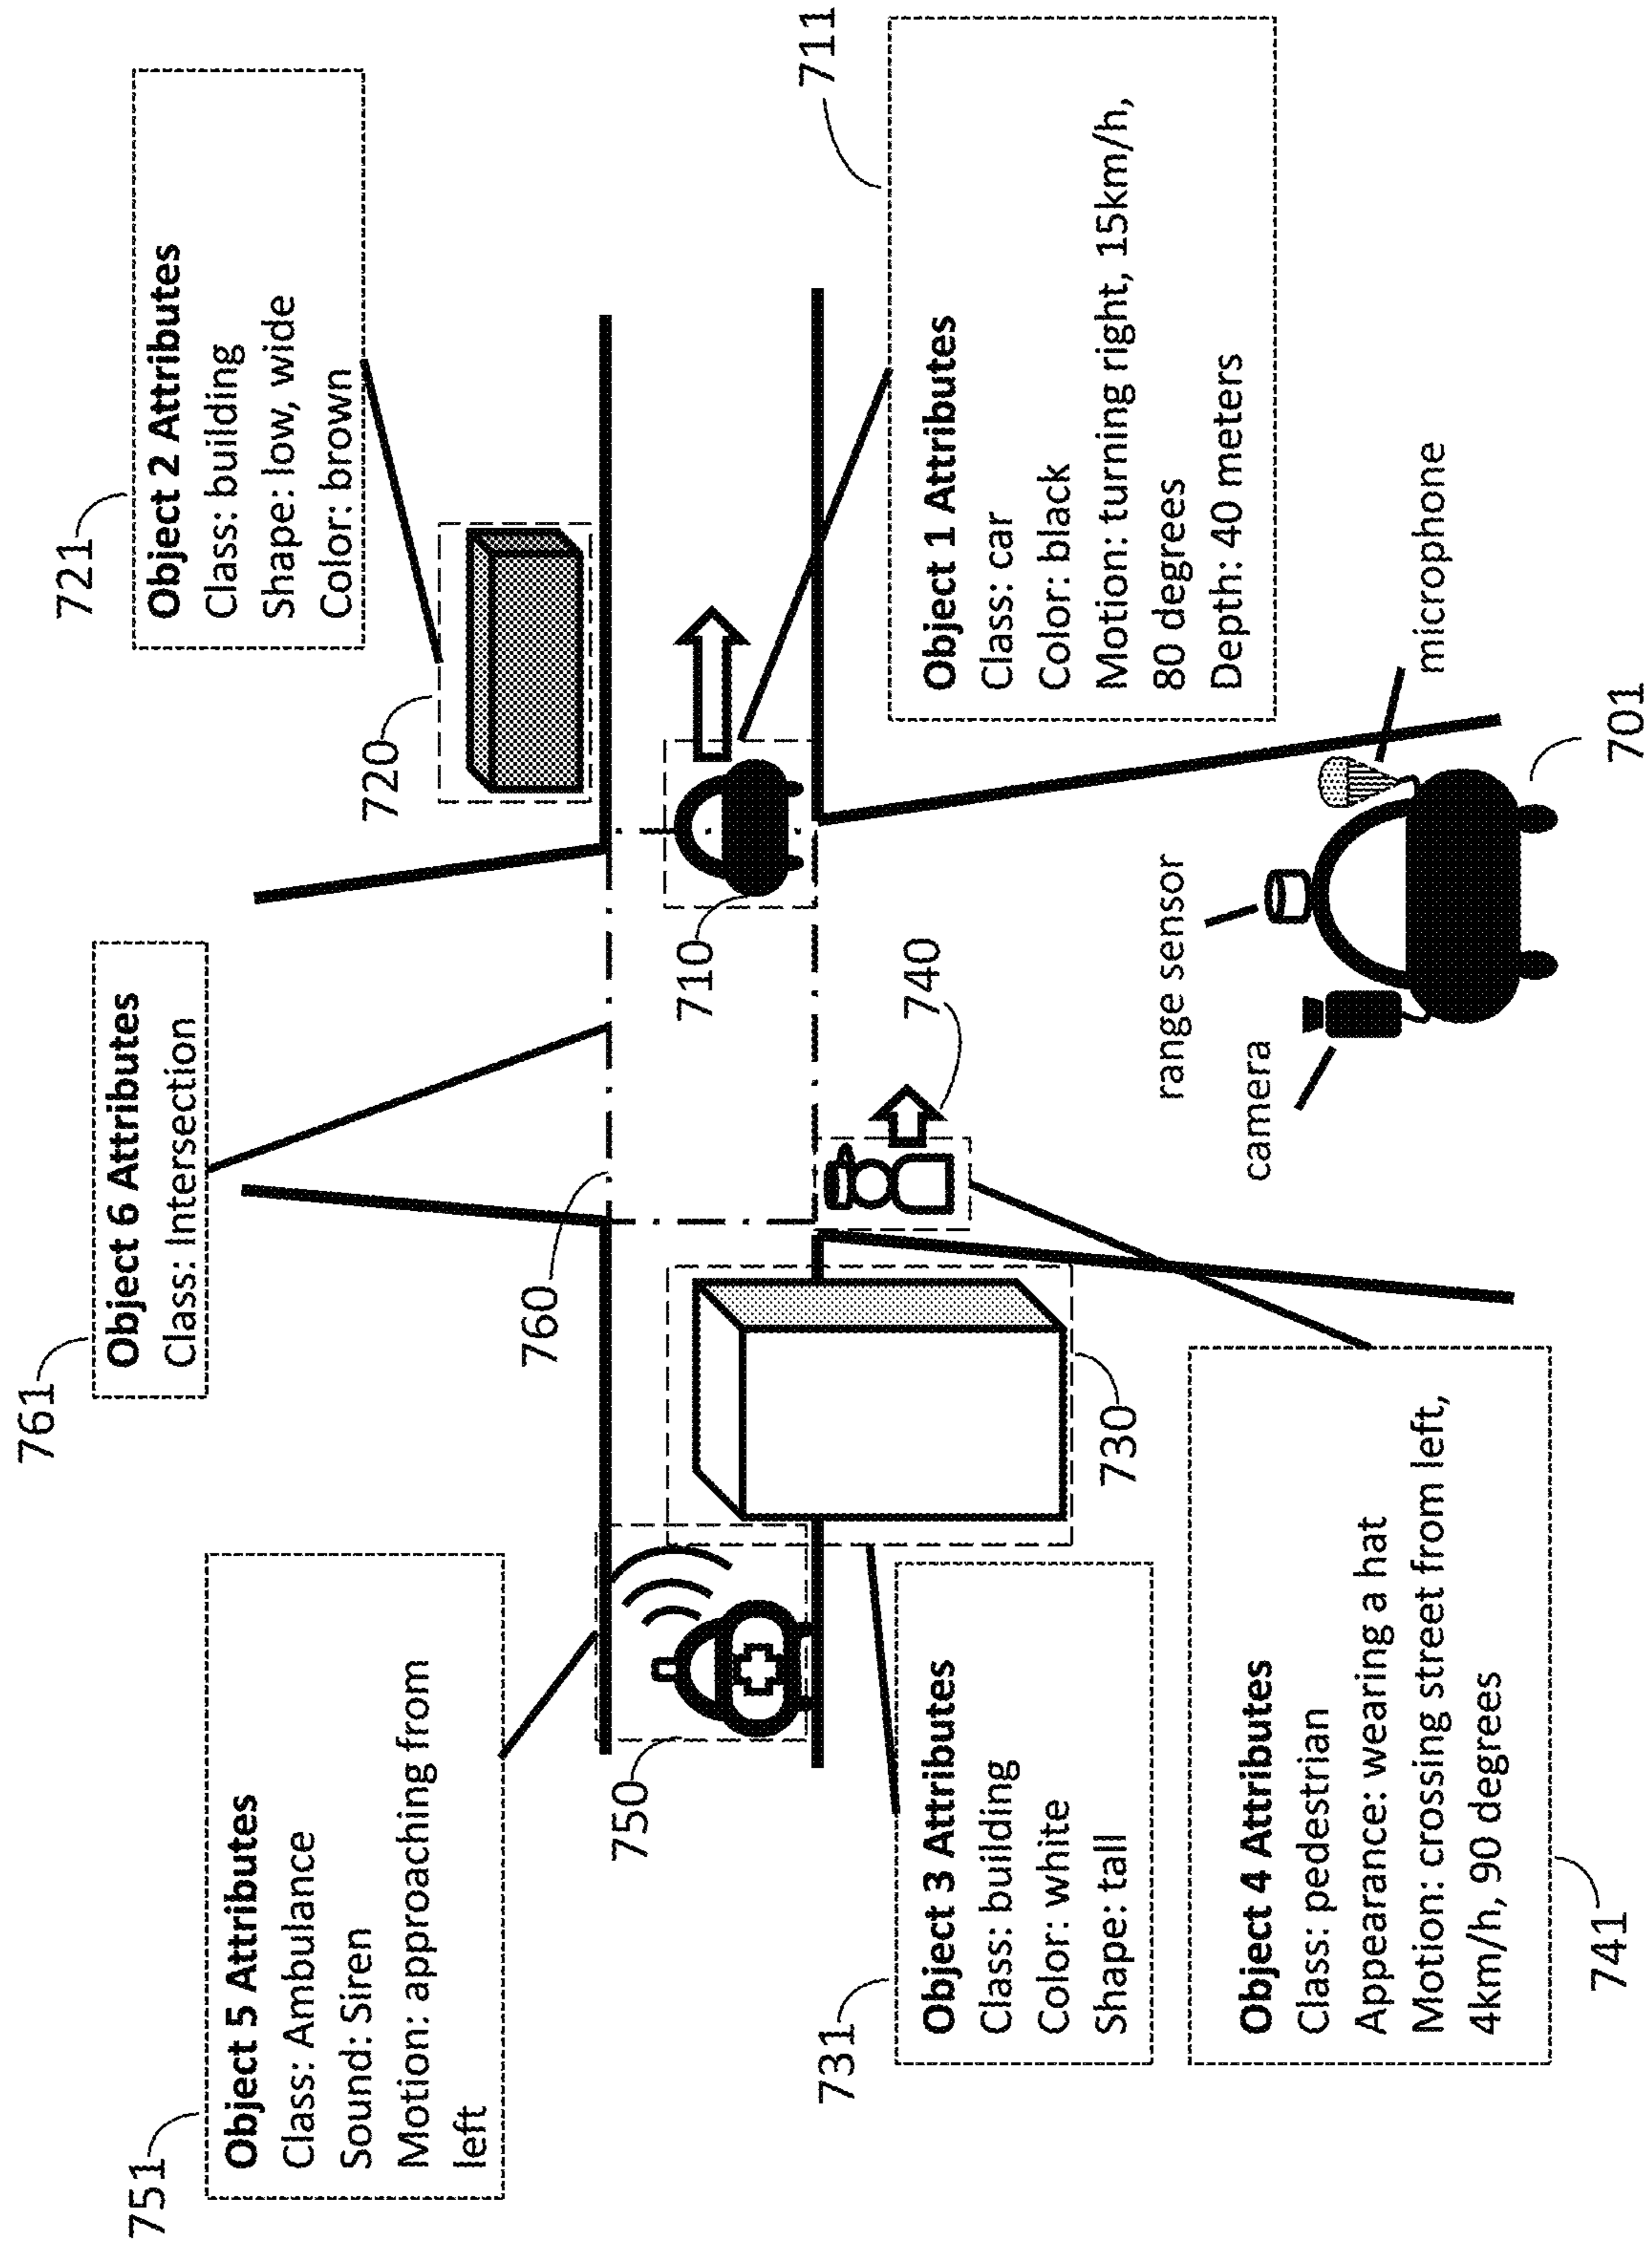 751
Object 5 Attributes
Class: Ambulance
Sound: Siren
Motion: approaching from
left
761
Object 6 Attributes
Class: Intersection
721
Object 2 Attributes
Class: building
Shape: low, wide
Color: brown
720
760
750
710
711
Object 1 Attributes
Class: car
Color: black
Motion: turning right, 15km/h,
80 degrees
Depth: 40 meters
731
Object 3 Attributes
Class: building
Color: white
Shape: tall
730
740
range sensor
camera
microphone
701
Object 4 Attributes
Class: pedestrian
Appearance: wearing a hat
Motion: crossing street from left,
4km/h, 90 degrees
741